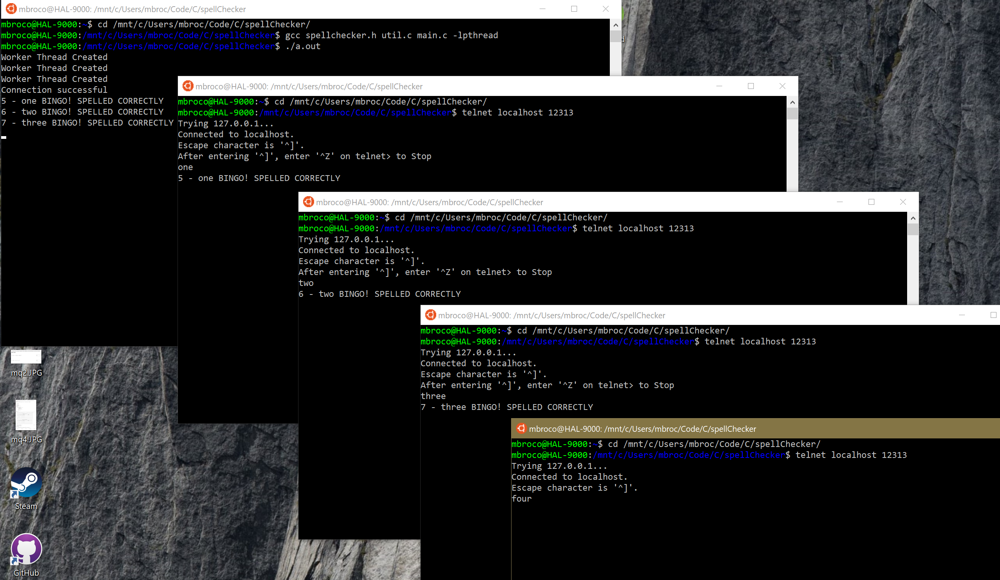 mbroco@HAL-9000: /mnt/c/Users/mbroc/Code/C/spellChecker
mbroco@HAL-9000:~$ cd /mnt/c/Users/mbroc/Code/C/spellChecker/
mbroco@HAL-9000:/mnt/c/Users/mbroc/Code/C/spellChecker$ gcc spellchecker.h util.c main.c -lpthread
mbroco@HAL-9000:/mnt/c/Users/mbroc/Code/C/spellChecker$ ./a.out
Worker Thread Created
Worker Thread Created
Worker Thread Created
Connection successful
5 - one BINGO! SPELLED CORRECTLY
6 - two BINGO! SPELLED CORRECTLY
7 - three BINGO! SPELLED CORRECTLY
mbroco@HAL-9000: /mnt/c/Users/mbroc/Code/C/spellChecker
mbroco@HAL-9000:~$ cd /mnt/c/Users/mbroc/Code/C/spellChecker/
mbroco@HAL-9000:/mnt/c/Users/mbroc/Code/C/spellChecker$ telnet localhost 12313
Trying 127.0.0.1...
Connected to localhost.
Escape character is '^]'.
After entering '^]', enter '^Z' on telnet> to Stop
one
5 - one BINGO! SPELLED CORRECTLY
mbroco@HAL-9000: /mnt/c/Users/mbroc/Code/C/spellChecker
mbroco@HAL-9000:~$ cd /mnt/c/Users/mbroc/Code/C/spellChecker/
mbroco@HAL-9000:/mnt/c/Users/mbroc/Code/C/spellChecker$ telnet localhost 12313
Trying 127.0.0.1...
Connected to localhost.
Escape character is '^]'.
After entering '^]', enter '^Z' on telnet> to Stop
two
6 - two BINGO! SPELLED CORRECTLY
mbroco@HAL-9000: /mnt/c/Users/mbroc/Code/C/spellChecker
mbroco@HAL-9000:~$ cd /mnt/c/Users/mbroc/Code/C/spellChecker/
mbroco@HAL-9000:/mnt/c/Users/mbroc/Code/C/spellChecker$ telnet localhost 12313
Trying 127.0.0.1...
Connected to localhost.
Escape character is '^]'.
After entering '^]', enter '^Z' on telnet> to Stop
three
7 - three BINGO! SPELLED CORRECTLY
mbroco@HAL-9000: /mnt/c/Users/mbroc/Code/C/spellChecker
mbroco@HAL-9000:~$ cd /mnt/c/Users/mbroc/Code/C/spellChecker/
mbroco@HAL-9000:/mnt/c/Users/mbroc/Code/C/spellChecker$ telnet localhost 12313
Trying 127.0.0.1...
Connected to localhost.
Escape character is '^]'.
four
mq2.JPG
mq4.JPG
Steam
GitHub